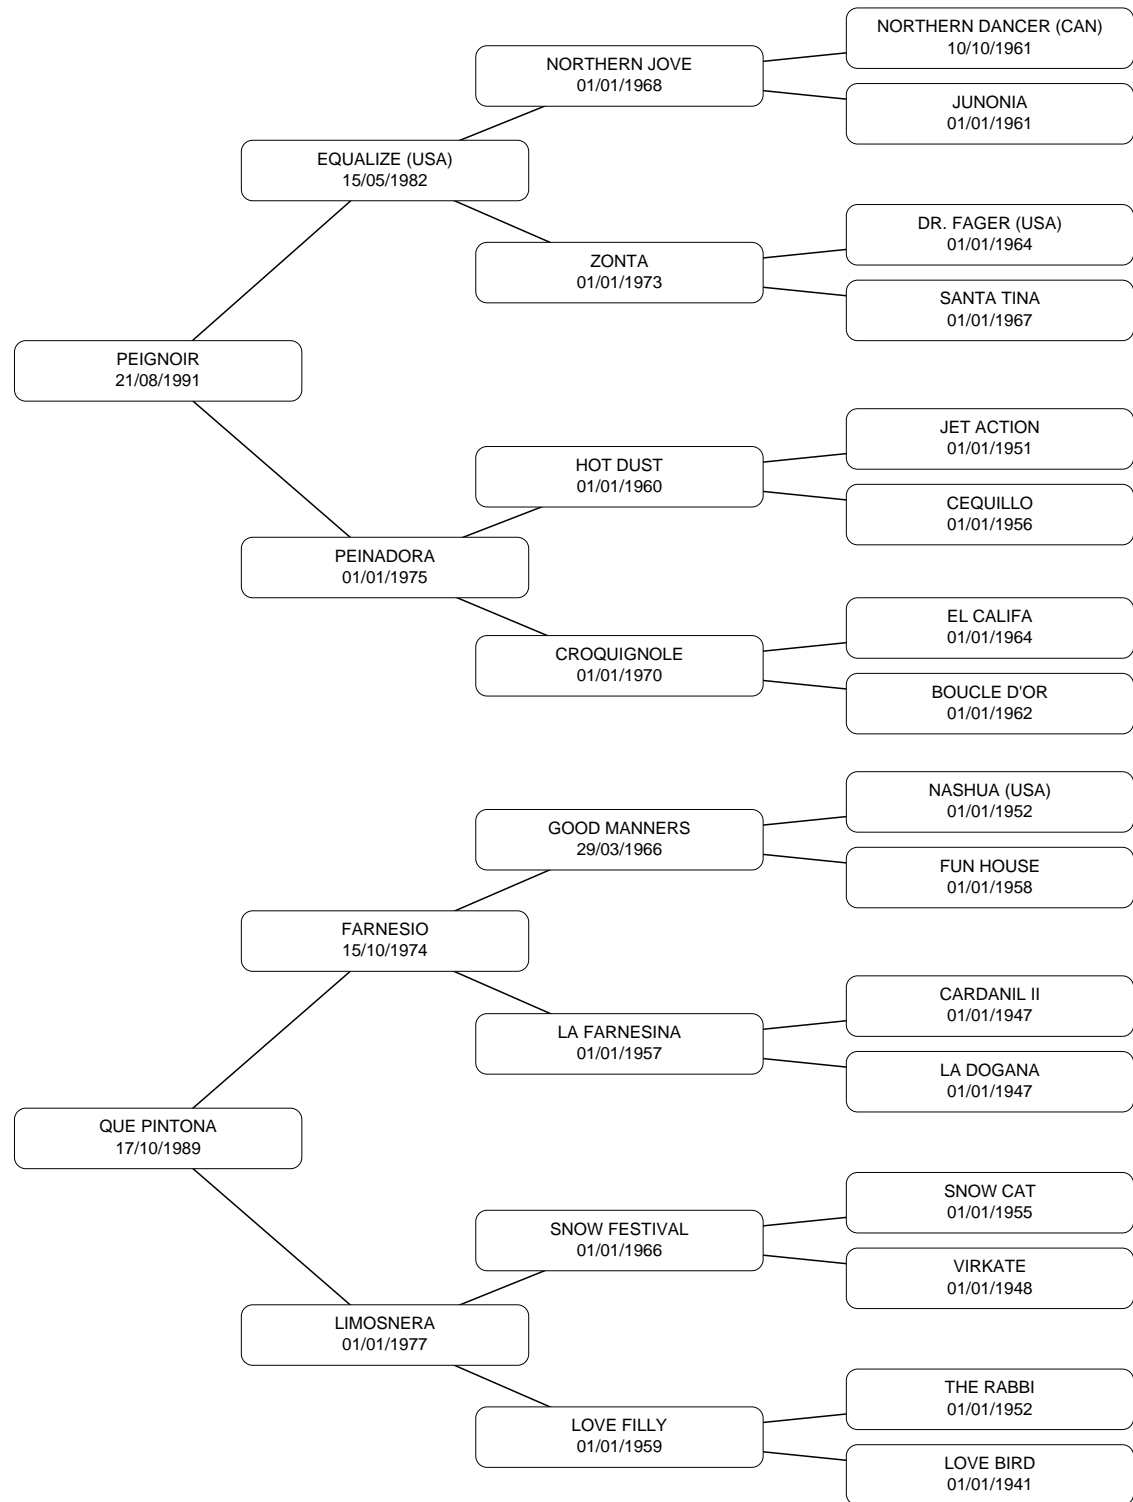 NORTHERN DANCER (CAN)
10/10/1961
NORTHERN JOVE
01/01/1968
JUNONIA
01/01/1961
EQUALIZE (USA)
15/05/1982
DR. FAGER (USA)
01/01/1964
ZONTA
01/01/1973
SANTA TINA
01/01/1967
PEIGNOIR
21/08/1991
JET ACTION
01/01/1951
HOT DUST
01/01/1960
CEQUILLO
01/01/1956
PEINADORA
01/01/1975
EL CALIFA
01/01/1964
CROQUIGNOLE
01/01/1970
BOUCLE D'OR
01/01/1962
NASHUA (USA)
01/01/1952
GOOD MANNERS
29/03/1966
FUN HOUSE
01/01/1958
FARNESIO
15/10/1974
CARDANIL II
01/01/1947
LA FARNESINA
01/01/1957
LA DOGANA
01/01/1947
QUE PINTONA
17/10/1989
SNOW CAT
01/01/1955
SNOW FESTIVAL
01/01/1966
VIRKATE
01/01/1948
LIMOSNERA
01/01/1977
THE RABBI
01/01/1952
LOVE FILLY
01/01/1959
LOVE BIRD
01/01/1941